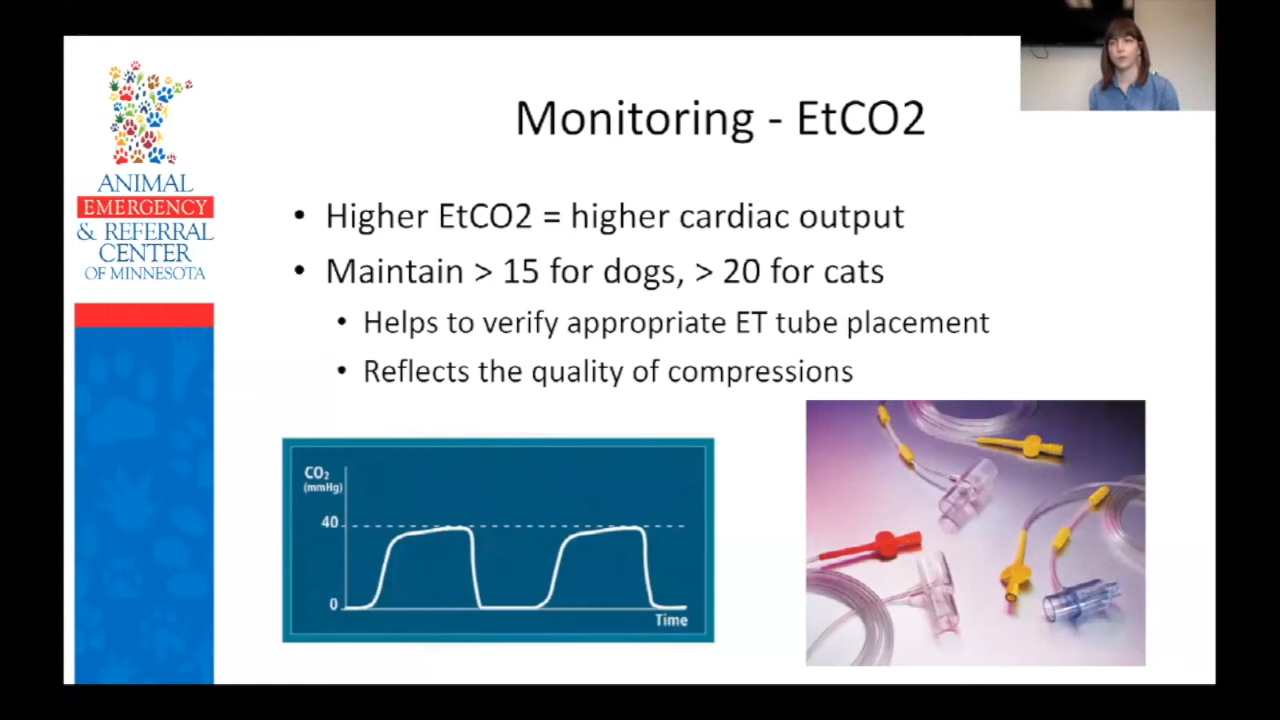 ANIMAL
EMERGENCY
& REFERRAL
CENTER
OF MINNESOTA
Monitoring - EtCO2
• Higher EtCO2 = higher cardiac output
• Maintain > 15 for dogs, > 20 for cats
• Helps to verify appropriate ET tube placement
• Reflects the quality of compressions
CO₂
(mmHg)
40
0
Time